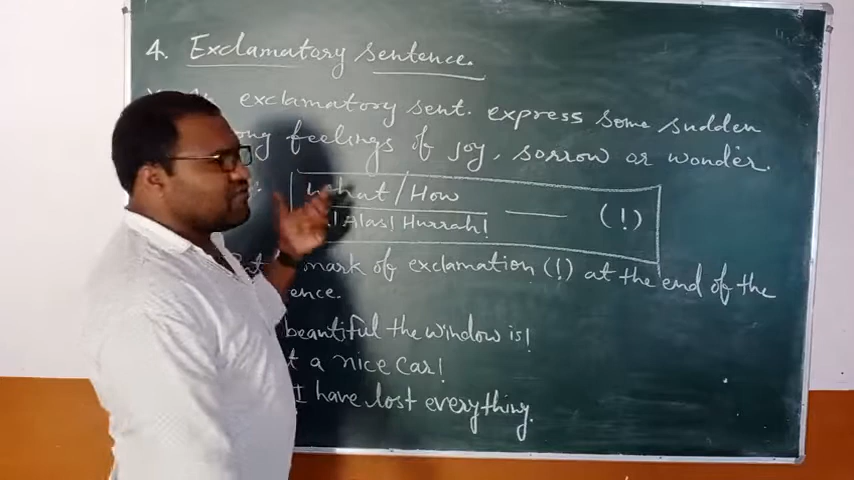 4. Exclamatory sentence.
exclamatory sent. express some sudden
feelings of joy, sorrow or wonder.
What / How
! Alas! Hurrah! — (!)
mark of exclamation (!) at the end of the
ence.
beautiful the window is!
t a nice car!
I have lost everything.